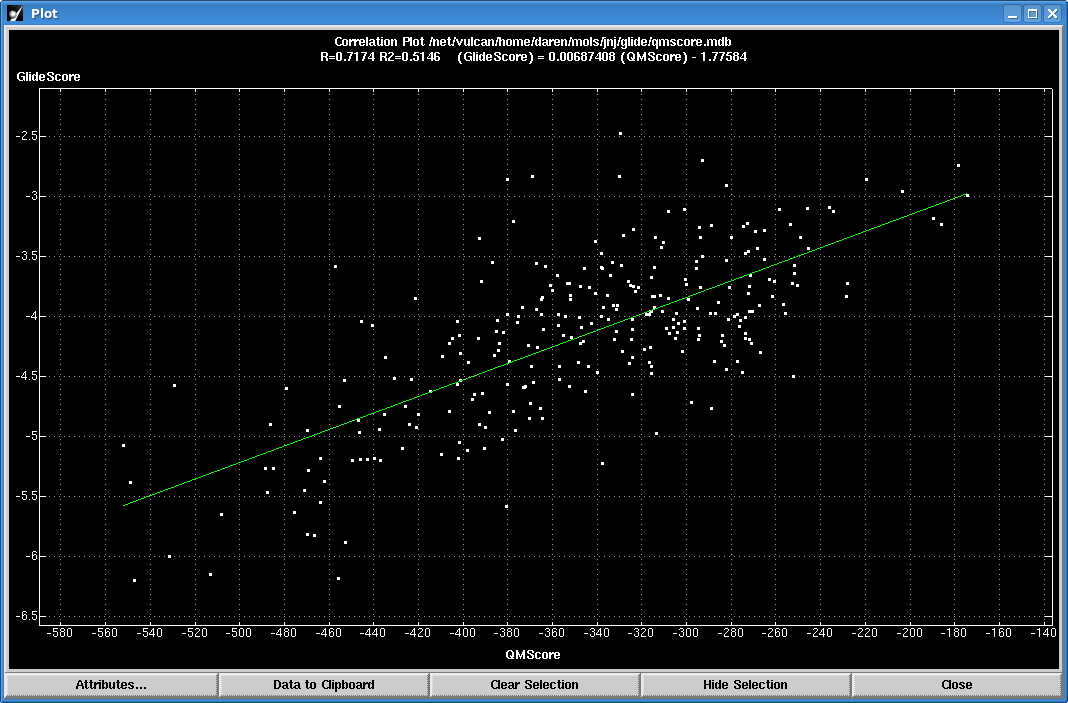 Plot
Correlation Plot /net/vulcan/home/daren/mols/jnj/glide/qmscore.mdb
R=0.7174 R2=0.5146 (GlideScore) = 0.00687408 (QMScore) - 1.77584
GlideScore
-2.5
-3
-3.5
-4
-4.5
-5
-5.5
-6
-6.5
-580 -560 -540 -520 -500 -480 -460 -440 -420 -400 -380 -360 -340 -320 -300 -280 -260 -240 -220 -200 -180 -160 -140
QMScore
Attributes... Data to Clipboard Clear Selection Hide Selection Close